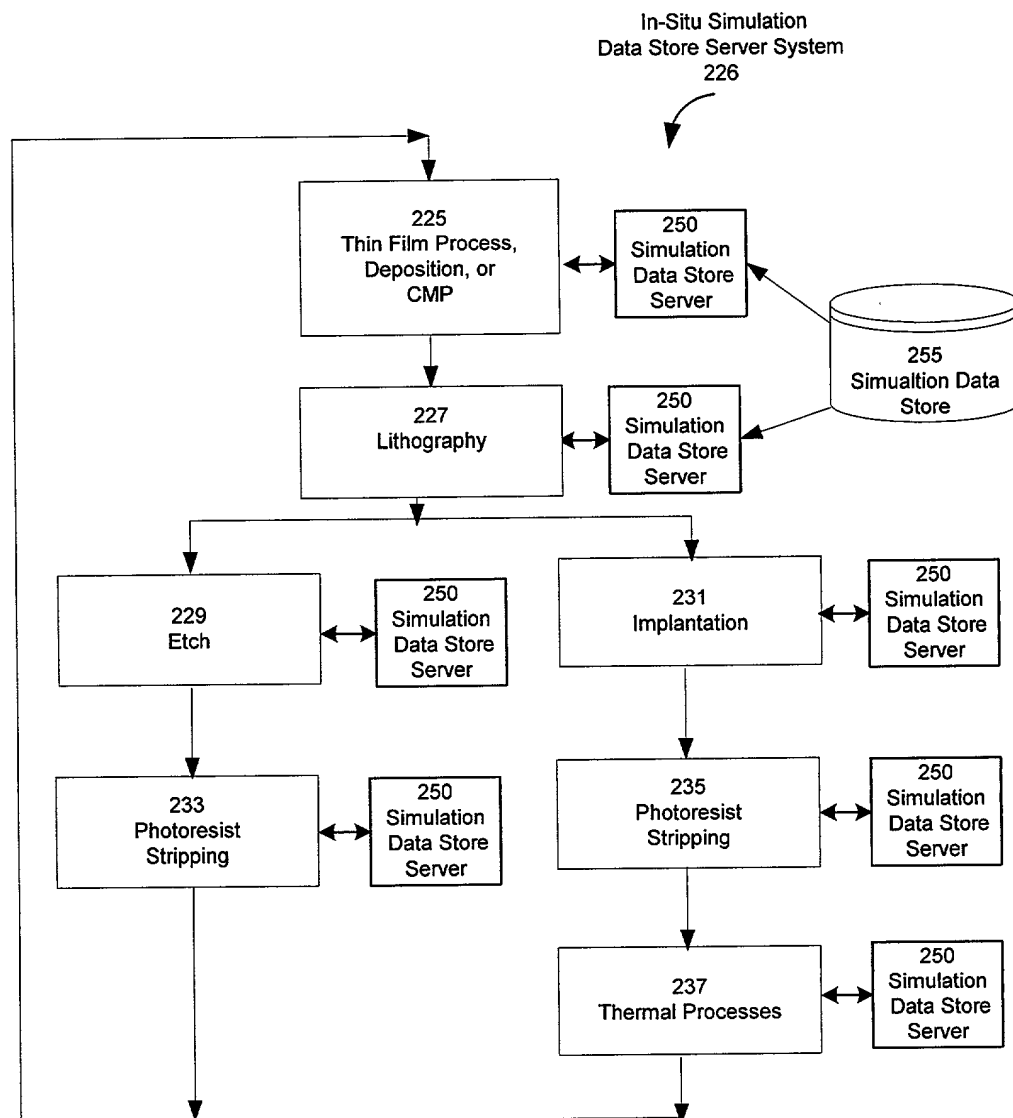 In-Situ Simulation
Data Store Server System
226
225
Thin Film Process,
Deposition, or
CMP
250
Simulation
Data Store
Server
255
Simualtion Data
Store
227
Lithography
250
Simulation
Data Store
Server
229
Etch
250
Simulation
Data Store
Server
231
Implantation
250
Simulation
Data Store
Server
233
Photoresist
Stripping
250
Simulation
Data Store
Server
235
Photoresist
Stripping
250
Simulation
Data Store
Server
237
Thermal Processes
250
Simulation
Data Store
Server